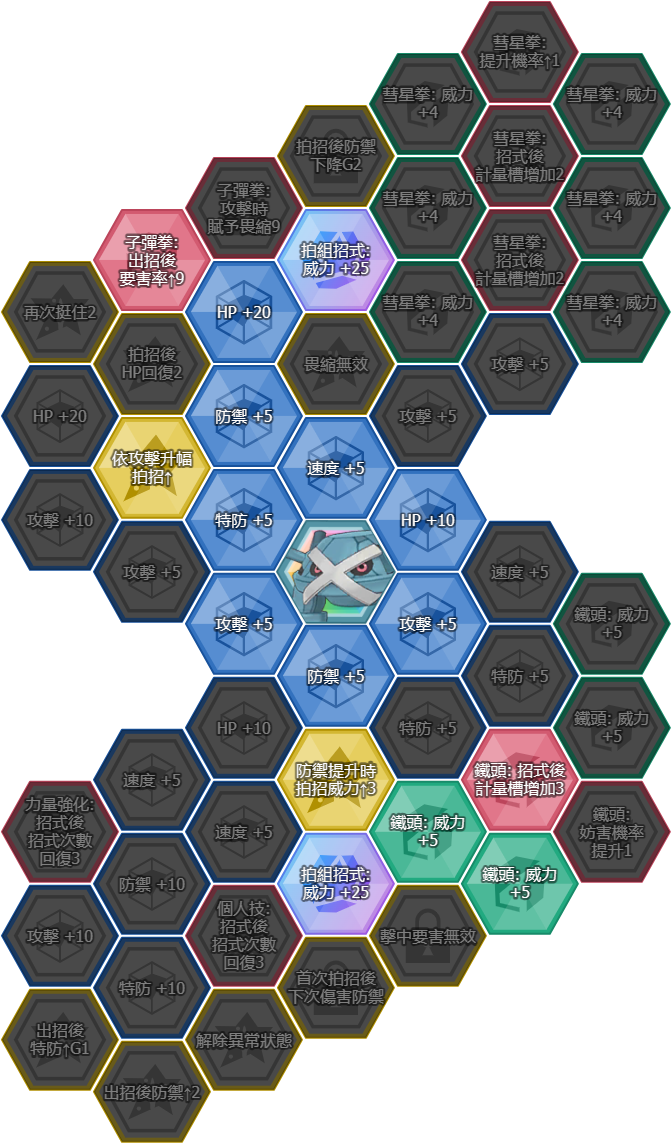 彗星拳:
提升機率↑1
彗星拳: 威力
+4
彗星拳: 威力
+4
拍招後防禦
下降G2
彗星拳:
招式後
計量槽增加2
子彈拳:
攻擊時
賦予畏縮9
彗星拳: 威力
+4
彗星拳: 威力
+4
子彈拳:
出招後
要害率↑9
拍組招式:
威力 +25
彗星拳:
招式後
計量槽增加2
再次挺住2
HP +20
彗星拳: 威力
+4
彗星拳: 威力
+4
拍招後
HP回復2
畏縮無效
攻擊 +5
HP +20
防禦 +5
攻擊 +5
依攻擊升幅
拍招↑
速度 +5
攻擊 +10
特防 +5
HP +10
攻擊 +5
速度 +5
攻擊 +5
攻擊 +5
鐵頭: 威力
+5
防禦 +5
特防 +5
HP +10
特防 +5
鐵頭: 威力
+5
速度 +5
防禦提升時
拍招威力↑3
鐵頭: 招式後
計量槽增加3
力量強化:
招式後
招式次數
回復3
速度 +5
鐵頭: 威力
+5
鐵頭:
妨害機率
提升1
防禦 +10
拍組招式:
威力 +25
鐵頭: 威力
+5
攻擊 +10
個人技:
招式後
招式次數
回復3
擊中要害無效
特防 +10
首次拍招後
下次傷害防禦
出招後
特防↑G1
解除異常狀態
出招後防禦↑2